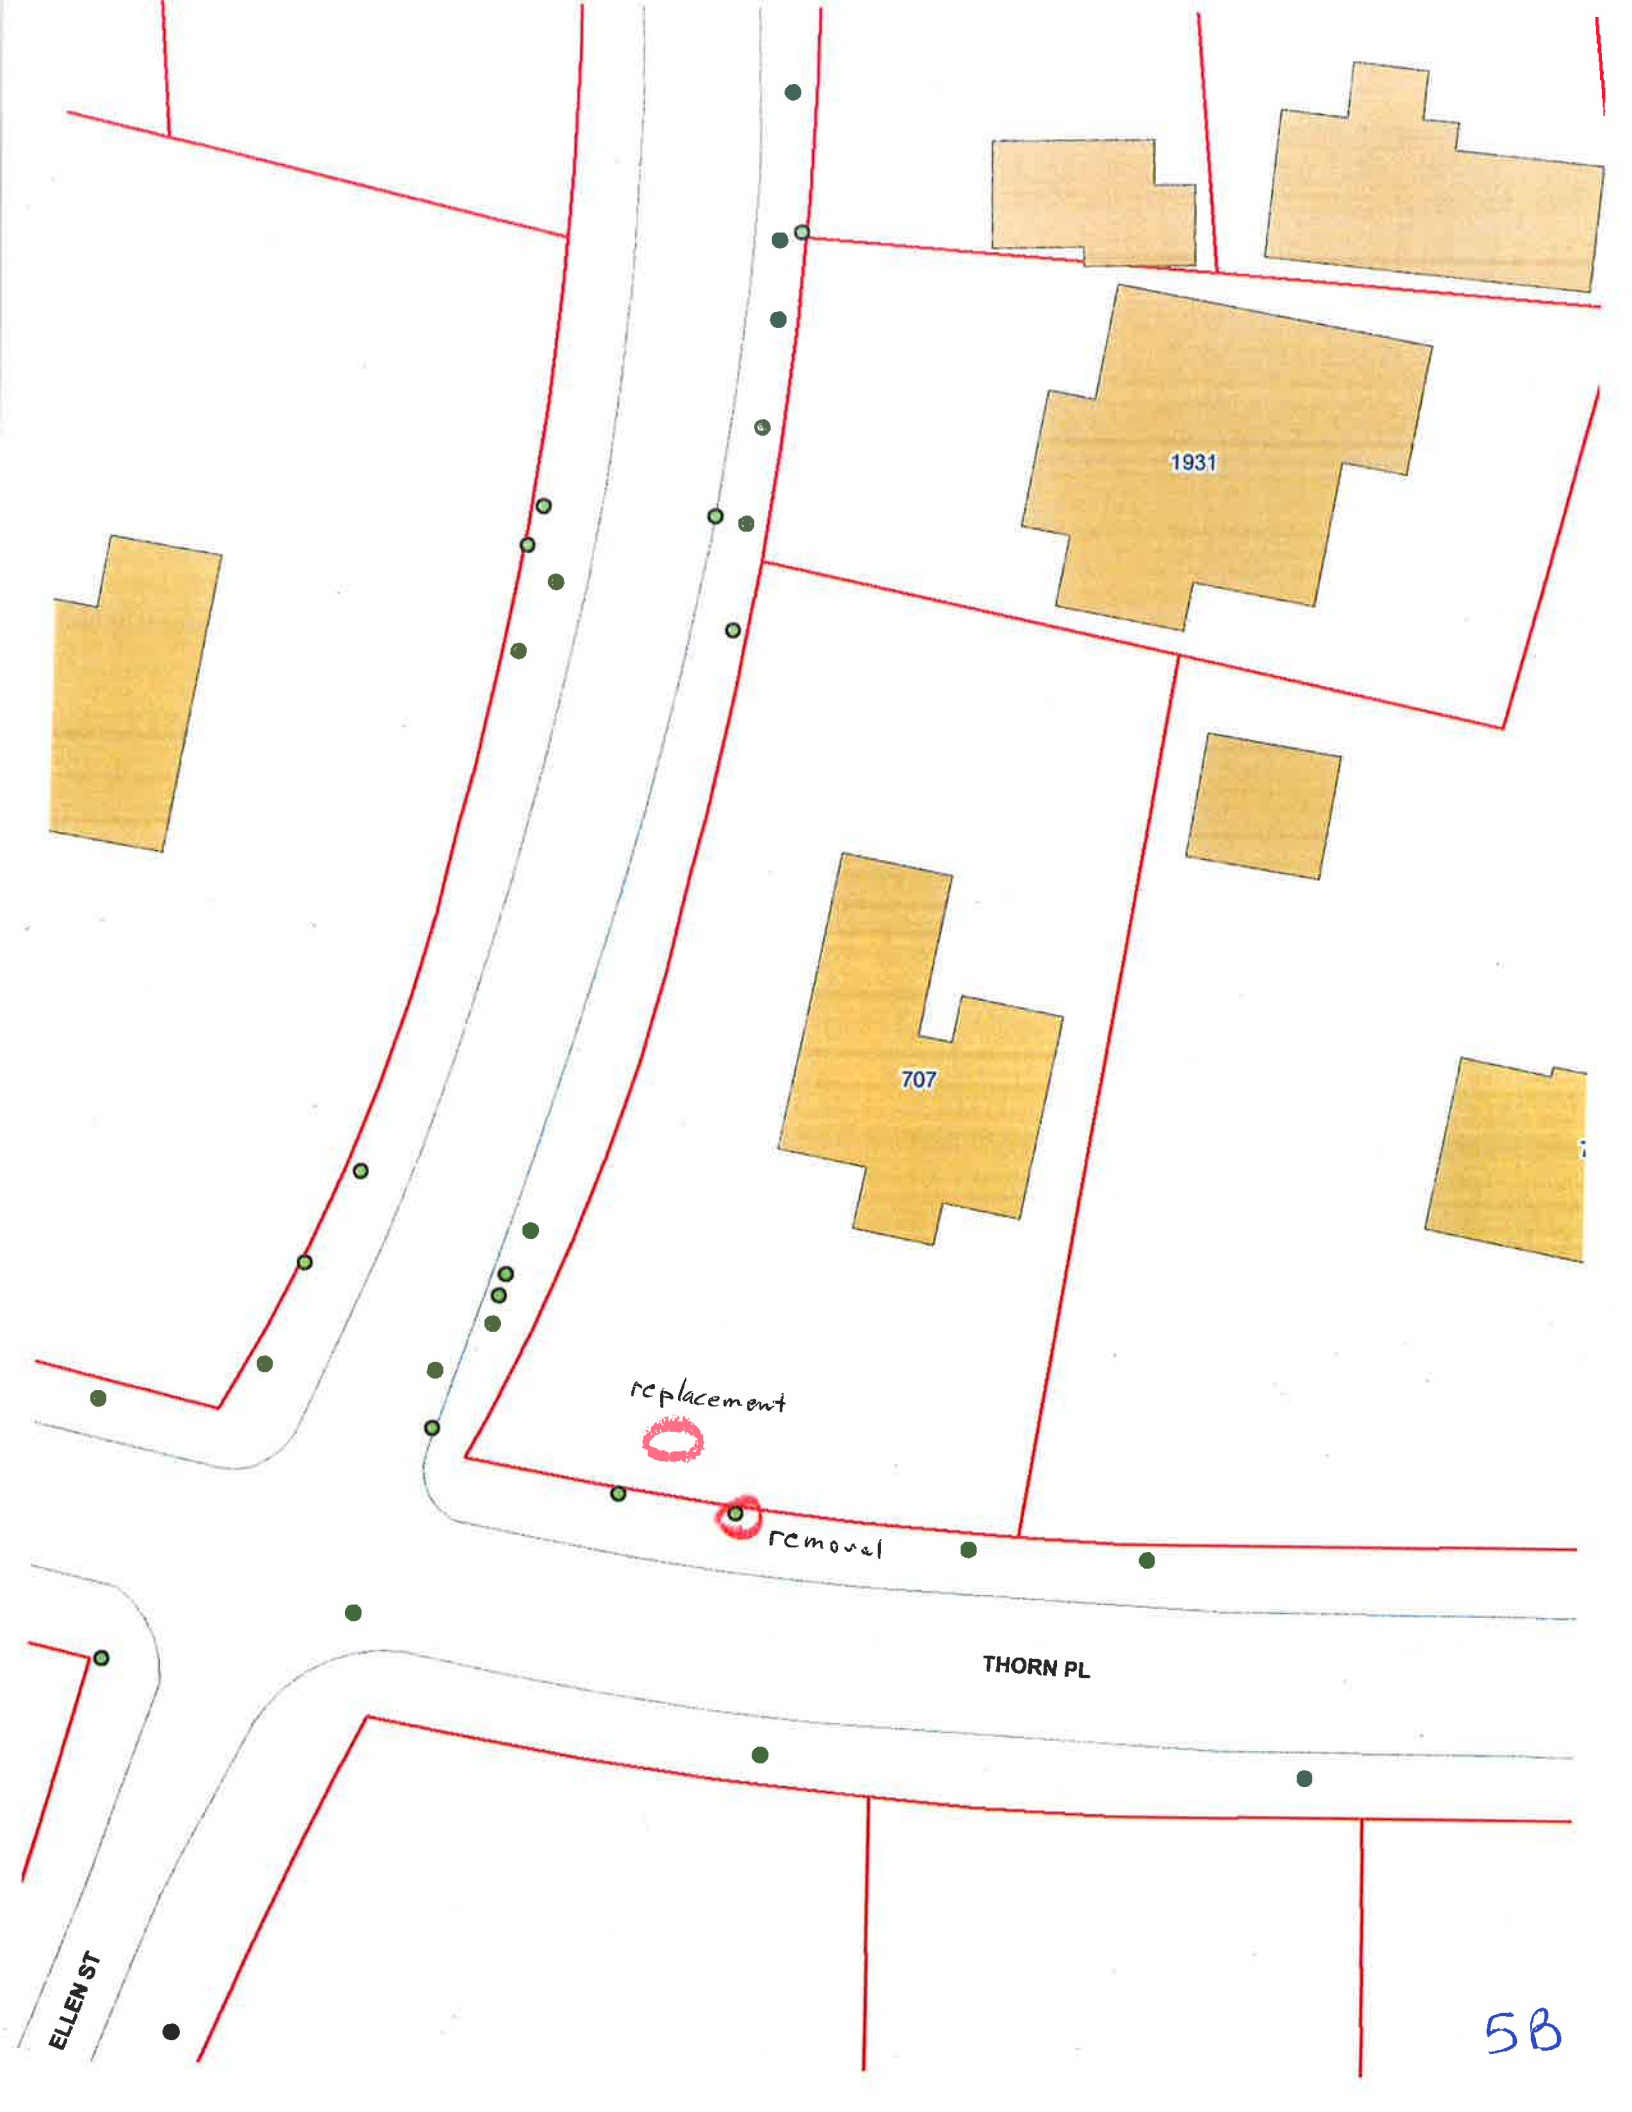 1931
707
replacement
removal
THORN PL
ELLEN ST
5B